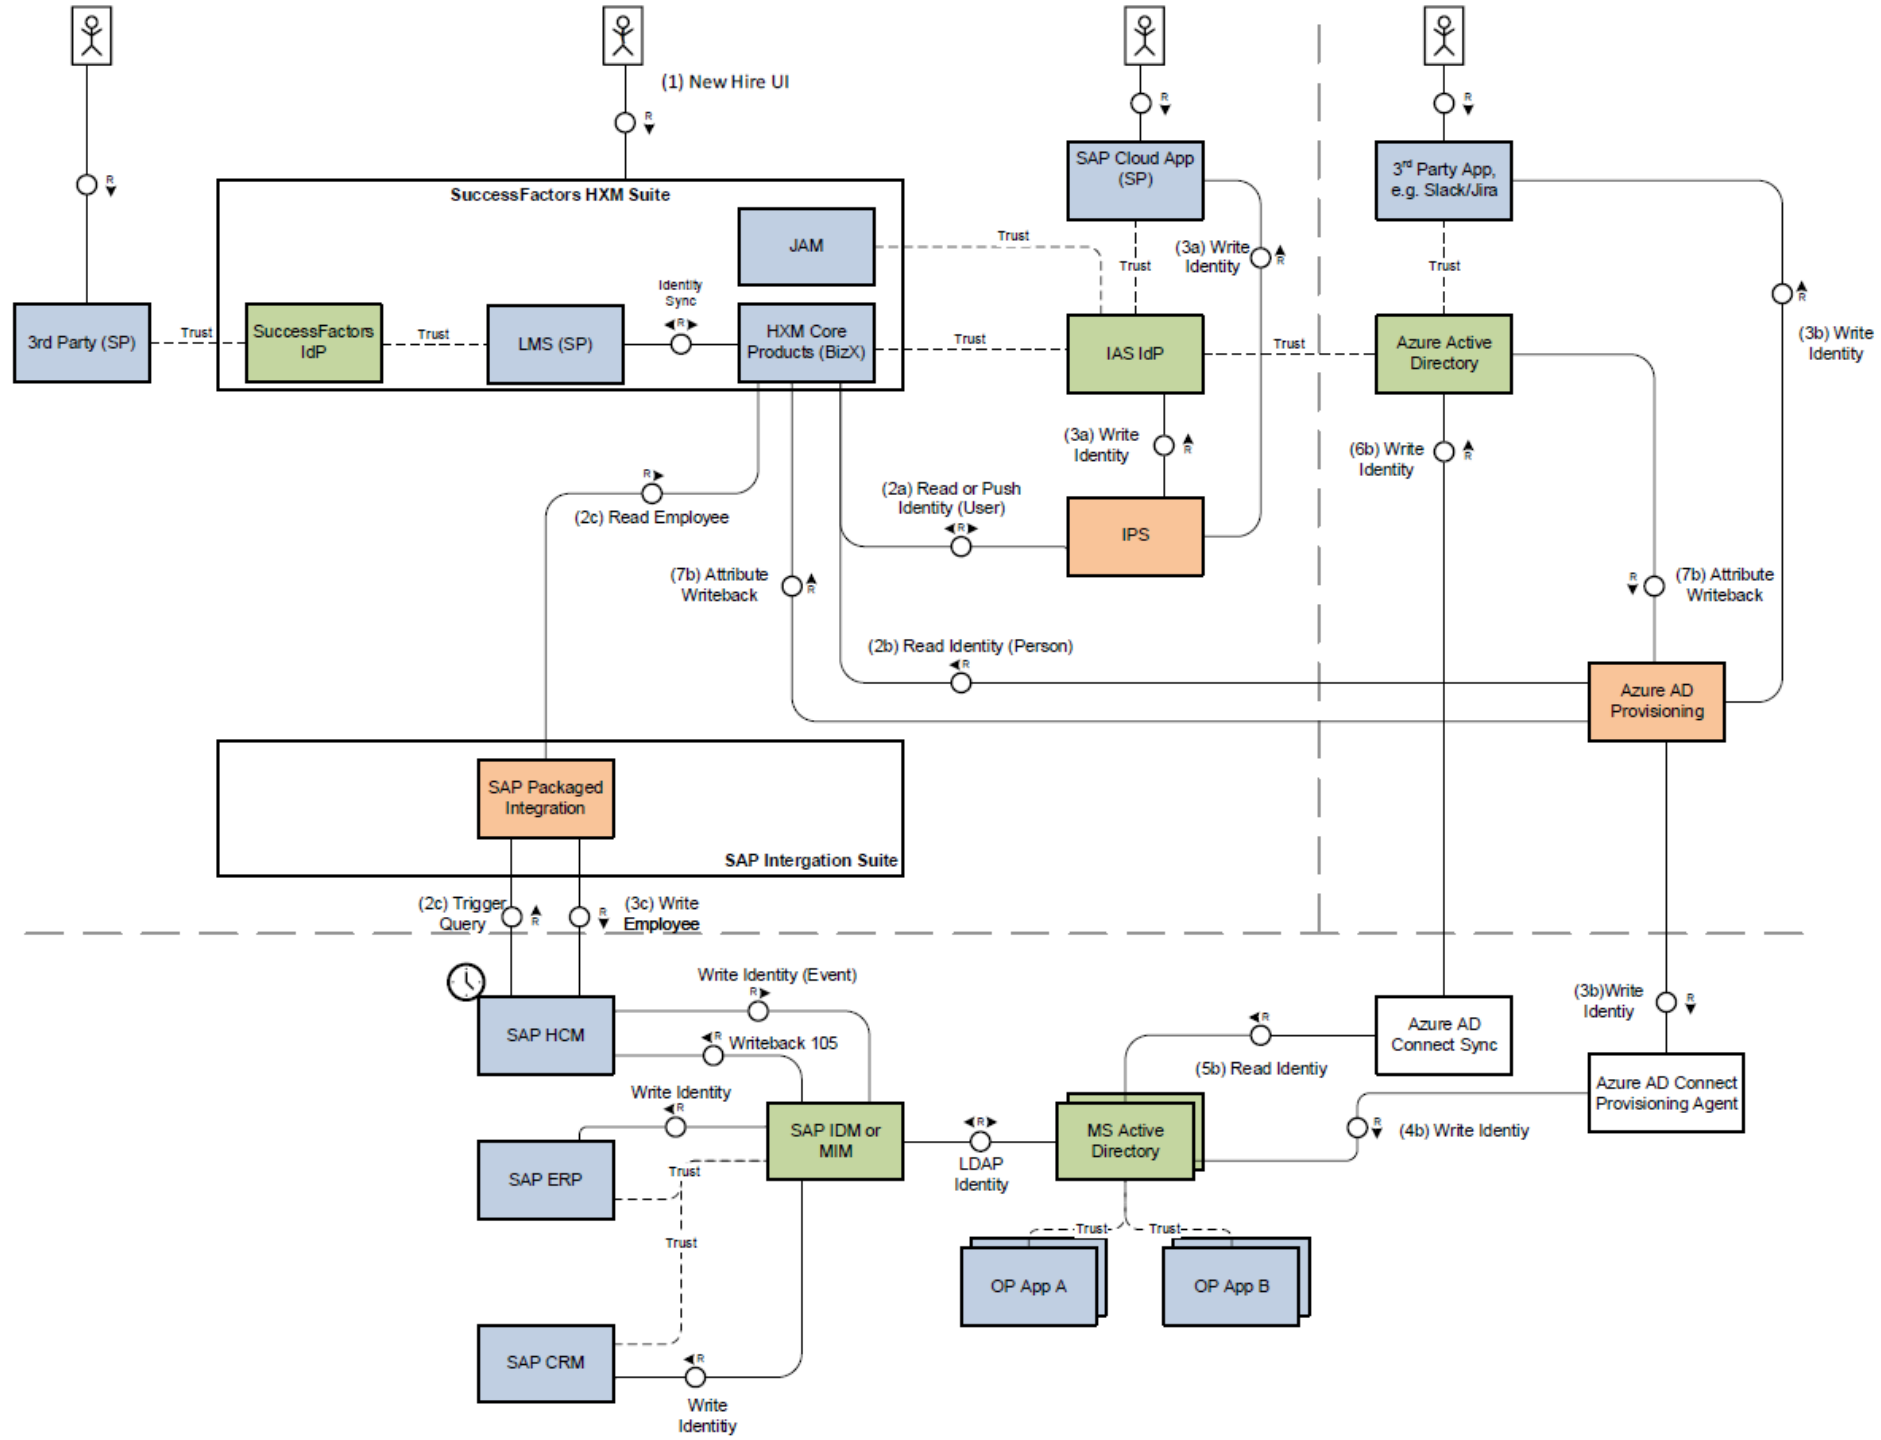 (1) New Hire UI
R
R
R
R
SuccessFactors HXM Suite
SAP Cloud App
(SP)
3rd Party App,
e.g. Slack/Jira
JAM
Trust
(3a) Write
Identity
R
Trust
Trust
R
Identity
Sync
R
3rd Party (SP)
Trust
SuccessFactors
IdP
Trust
LMS (SP)
HXM Core
Products (BizX)
Trust
IAS IdP
Trust
Azure Active
Directory
(3b) Write
Identity
(3a) Write
Identity
R
(6b) Write
Identity
R
R
(2c) Read Employee
(2a) Read or Push
Identity (User)
R
IPS
(7b) Attribute
Writeback
R
R
(7b) Attribute
Writeback
(2b) Read Identity (Person)
R
Azure AD
Provisioning
SAP Packaged
Integration
SAP Intergation Suite
(2c) Trigger
Query
R
R
(3c) Write
Employee
Write Identity (Event)
R
SAP HCM
R
Writeback 105
Write Identity
R
SAP IDM or
MIM
SAP ERP
Trust
Trust
SAP CRM
R
Write
Identitiy
R
LDAP
Identity
MS Active
Directory
R
(5b) Read Identiy
Azure AD
Connect Sync
(3b)Write
Identiy
R
Azure AD Connect
Provisioning Agent
R
(4b) Write Identiy
Trust
Trust
OP App A
OP App B